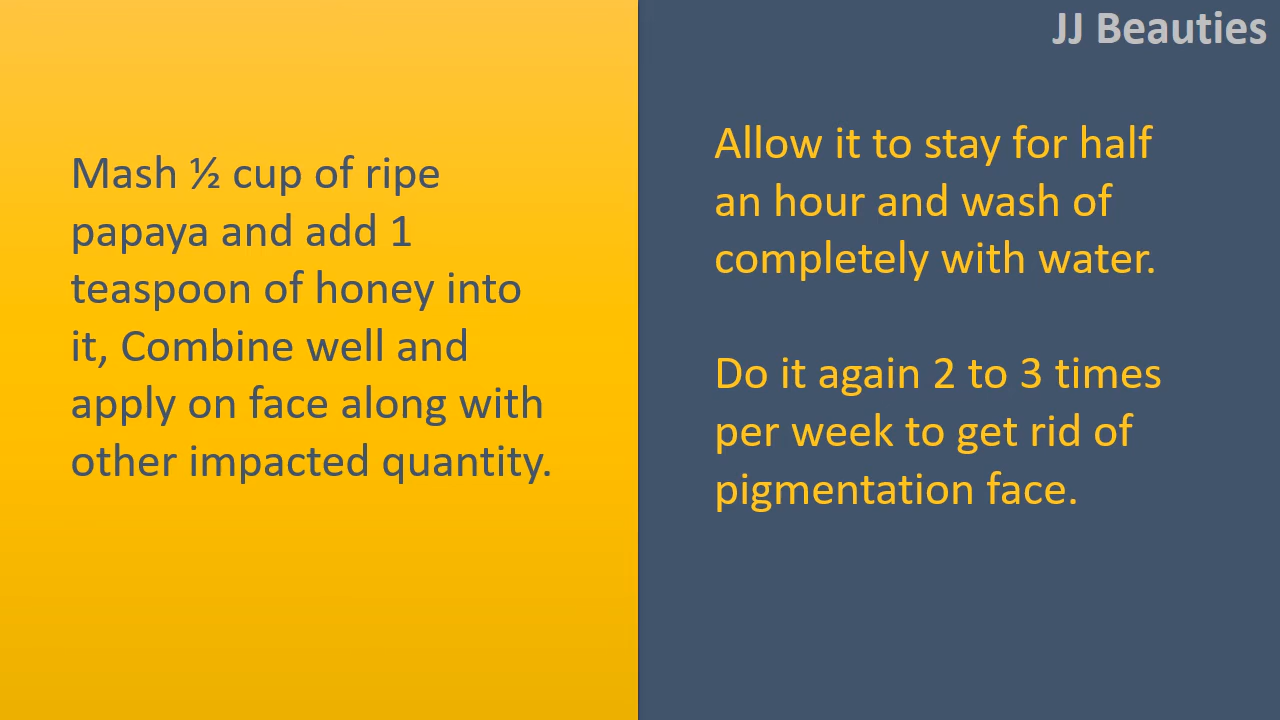 JJ Beauties
Mash ½ cup of ripe
papaya and add 1
teaspoon of honey into
it, Combine well and
apply on face along with
other impacted quantity.
Allow it to stay for half
an hour and wash of
completely with water.
Do it again 2 to 3 times
per week to get rid of
pigmentation face.